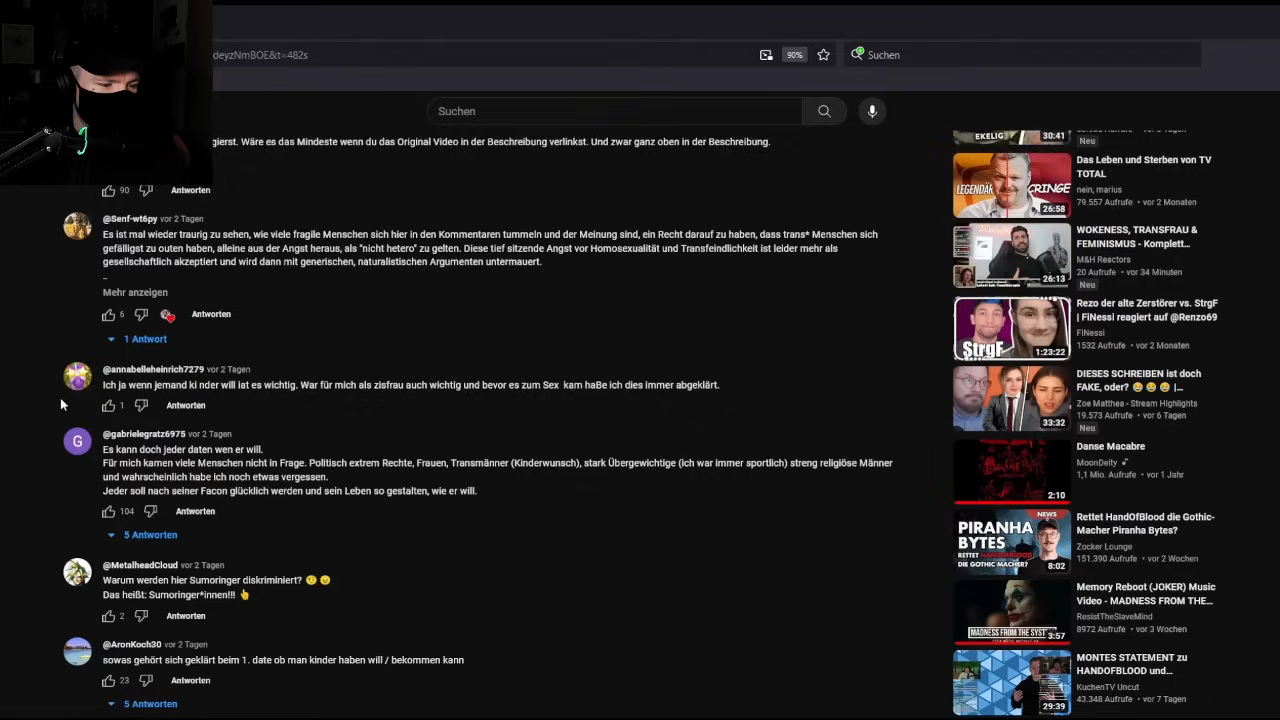 deyzNmBOE&t=482s
90%
Suchen
Suchen
gierst. Wäre es das Mindeste wenn du das Original Video in der Beschreibung verlinkst. Und zwar ganz oben in der Beschreibung.
90 Antworten
@Senf-wt6py vor 2 Tagen
Es ist mal wieder traurig zu sehen, wie viele fragile Menschen sich hier in den Kommentaren tummeln und der Meinung sind, ein Recht darauf zu haben, dass trans* Menschen sich
gefälligst zu outen haben, alleine aus der Angst heraus, als "nicht hetero" zu gelten. Diese tief sitzende Angst vor Homosexualität und Transfeindlichkeit ist leider mehr als
gesellschaftlich akzeptiert und wird dann mit generischen, naturalistischen Argumenten untermauert.
–
Mehr anzeigen
6 Antworten
1 Antwort
@annabelleheinrich7279 vor 2 Tagen
Ich ja wenn jemand ki nder will iat es wichtig. War für mich als zisfrau auch wichtig und bevor es zum Sex kam haBe ich dies immer abgeklärt.
1 Antworten
G
@gabrielegratz6975 vor 2 Tagen
Es kann doch jeder daten wen er will.
Für mich kamen viele Menschen nicht in Frage. Politisch extrem Rechte, Frauen, Transmänner (Kinderwunsch), stark Übergewichtige (ich war immer sportlich) streng religiöse Männer
und wahrscheinlich habe ich noch etwas vergessen.
Jeder soll nach seiner Facon glücklich werden und sein Leben so gestalten, wie er will.
104 Antworten
5 Antworten
@MetalheadCloud vor 2 Tagen
Warum werden hier Sumoringer diskriminiert? 🤨😠
Das heißt: Sumoringer*innen!!! 👆
2 Antworten
@AronKoch30 vor 2 Tagen
sowas gehört sich geklärt beim 1. date ob man kinder haben will / bekommen kann
23 Antworten
5 Antworten
EKELIG
30:41
Neu
LEGENDÄR
CRINGE
26:58
Das Leben und Sterben von TV
TOTAL
nein, marius
79.557 Aufrufe • vor 2 Monaten
26:13
WOKENESS, TRANSFRAU &
FEMINISMUS - Komplett...
M&H Reactors
20 Aufrufe • vor 34 Minuten
Neu
StrgF
1:23:22
Rezo der alte Zerstörer vs. StrgF
| FiNessi reagiert auf @Renzo69
FiNessi
1532 Aufrufe • vor 2 Monaten
33:32
DIESES SCHREIBEN ist doch
FAKE, oder? 😂 😂 😂 |...
Zoe Matthea - Stream Highlights
19.573 Aufrufe • vor 6 Tagen
Neu
2:10
Danse Macabre
MoonDeity
1,1 Mio. Aufrufe • vor 1 Jahr
NEWS
PIRANHA
BYTES
RETTET HANDOFBLOOD
DIE GOTHIC MACHER?
8:02
Rettet HandOfBlood die Gothic-
Macher Piranha Bytes?
Zocker Lounge
151.390 Aufrufe • vor 2 Wochen
MADNESS FROM THE SYST
3:57
Memory Reboot (JOKER) Music
Video - MADNESS FROM THE...
ResistTheSlaveMind
8972 Aufrufe • vor 3 Wochen
29:39
MONTES STATEMENT zu
HANDOFBLOOD und...
KuchenTV Uncut
43.348 Aufrufe • vor 7 Tagen